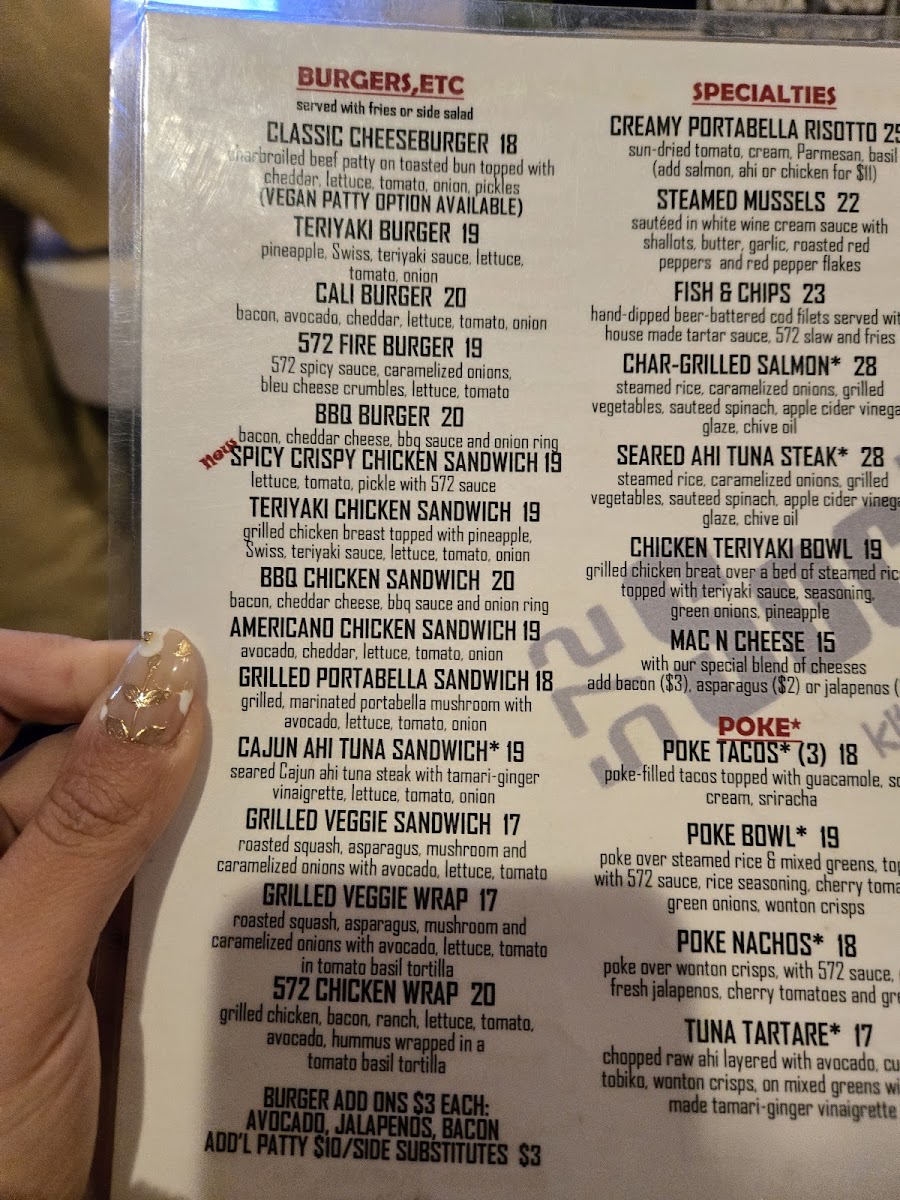 BURGERS,ETC
served with fries or side salad
CLASSIC CHEESEBURGER 18
charbroiled beef patty on toasted bun topped with
cheddar, lettuce, tomato, onion, pickles
(VEGAN PATTY OPTION AVAILABLE)
TERIYAKI BURGER 19
pineapple, Swiss, teriyaki sauce, lettuce,
tomato, onion
CALI BURGER 20
bacon, avocado, cheddar, lettuce, tomato, onion
572 FIRE BURGER 19
572 spicy sauce, caramelized onions,
bleu cheese crumbles, lettuce, tomato
BBQ BURGER 20
bacon, cheddar cheese, bbq sauce and onion ring
New
SPICY CRISPY CHICKEN SANDWICH 19
lettuce, tomato, pickle with 572 sauce
TERIYAKI CHICKEN SANDWICH 19
grilled chicken breast topped with pineapple,
Swiss, teriyaki sauce, lettuce, tomato, onion
BBQ CHICKEN SANDWICH 20
bacon, cheddar cheese, bbq sauce and onion ring
AMERICANO CHICKEN SANDWICH 19
avocado, cheddar, lettuce, tomato, onion
GRILLED PORTABELLA SANDWICH 18
grilled, marinated portabella mushroom with
avocado, lettuce, tomato, onion
CAJUN AHI TUNA SANDWICH* 19
seared Cajun ahi tuna steak with tamari-ginger
vinaigrette, lettuce, tomato, onion
GRILLED VEGGIE SANDWICH 17
roasted squash, asparagus, mushroom and
caramelized onions with avocado, lettuce, tomato
GRILLED VEGGIE WRAP 17
roasted squash, asparagus, mushroom and
caramelized onions with avocado, lettuce, tomato
in tomato basil tortilla
572 CHICKEN WRAP 20
grilled chicken, bacon, ranch, lettuce, tomato,
avocado, hummus wrapped in a
tomato basil tortilla
BURGER ADD ONS $3 EACH:
AVOCADO, JALAPENOS, BACON
ADD'L PATTY $10/SIDE SUBSTITUTES $3
SPECIALTIES
CREAMY PORTABELLA RISOTTO 25
sun-dried tomato, cream, Parmesan, basil
(add salmon, ahi or chicken for $11)
STEAMED MUSSELS 22
sautéed in white wine cream sauce with
shallots, butter, garlic, roasted red
peppers and red pepper flakes
FISH & CHIPS 23
hand-dipped beer-battered cod filets served wit
house made tartar sauce, 572 slaw and fries
CHAR-GRILLED SALMON* 28
steamed rice, caramelized onions, grilled
vegetables, sauteed spinach, apple cider vinega
glaze, chive oil
SEARED AHI TUNA STEAK* 28
steamed rice, caramelized onions, grilled
vegetables, sauteed spinach, apple cider vineg
glaze, chive oil
CHICKEN TERIYAKI BOWL 19
grilled chicken breat over a bed of steamed ric
topped with teriyaki sauce, seasoning,
green onions, pineapple
MAC N CHEESE 15
with our special blend of cheeses
add bacon ($3), asparagus ($2) or jalapenos (
POKE*
POKE TACOS* (3) 18
poke-filled tacos topped with guacamole, so
cream, sriracha
POKE BOWL* 19
poke over steamed rice & mixed greens, top
with 572 sauce, rice seasoning, cherry toma
green onions, wonton crisps
POKE NACHOS* 18
poke over wonton crisps, with 572 sauce,
fresh jalapenos, cherry tomatoes and gre
TUNA TARTARE* 17
chopped raw ahi layered with avocado, cu
tobiko, wonton crisps, on mixed greens wi
made tamari-ginger vinaigrette